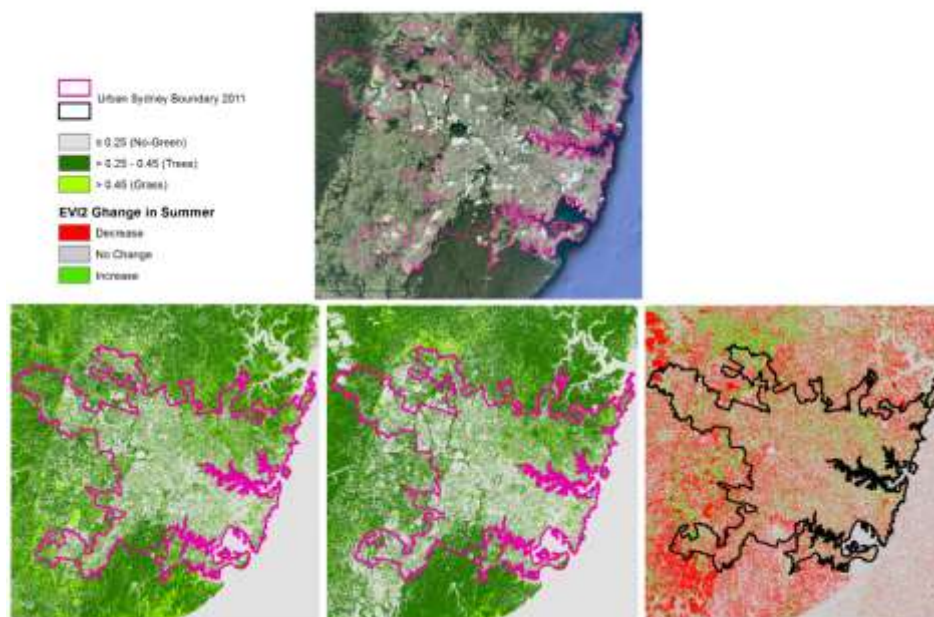 Urban Sydney Boundary 2011
≤ 0.25 (No-Green)
> 0.25 - 0.45 (Trees)
> 0.45 (Grass)
EVI2 Ghange in Summer
Decrease
No Change
Increase